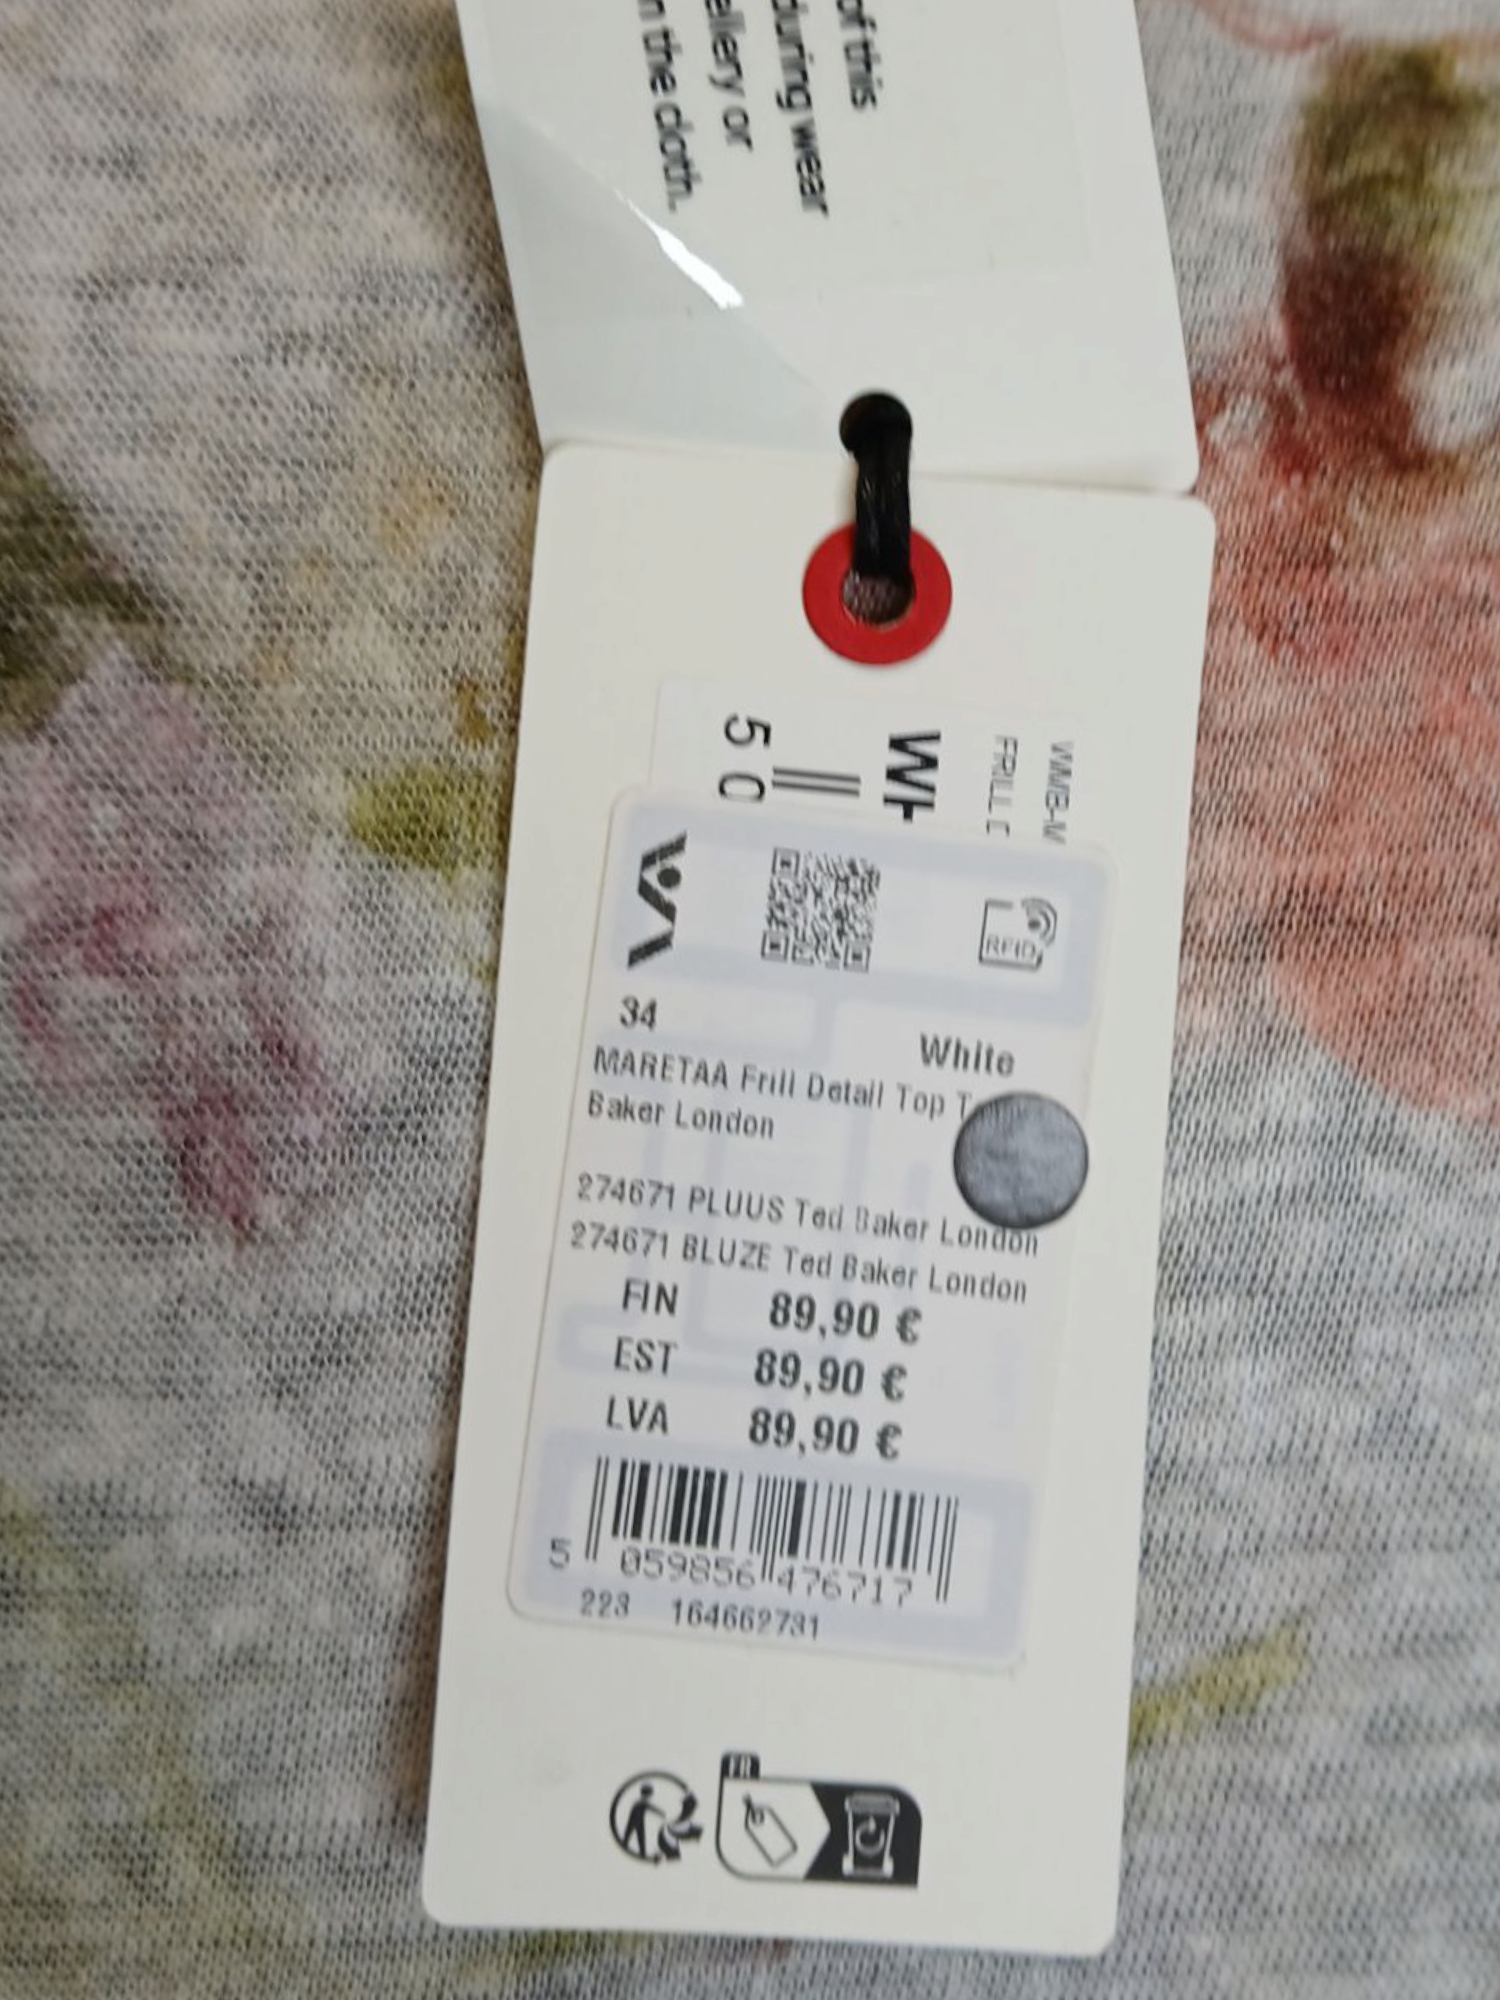 of this
during wear
ellery or
n the cloth.
WMB-W
FRILL D
WH
5 0
RFID
34
White
MARETAA Frill Detail Top
Baker London
274671 PLUUS Ted Baker London
274671 BLUZE Ted Baker London
FIN 89,90 €
EST 89,90 €
LVA 89,90 €
5 059856 476717
223 164662731
FR